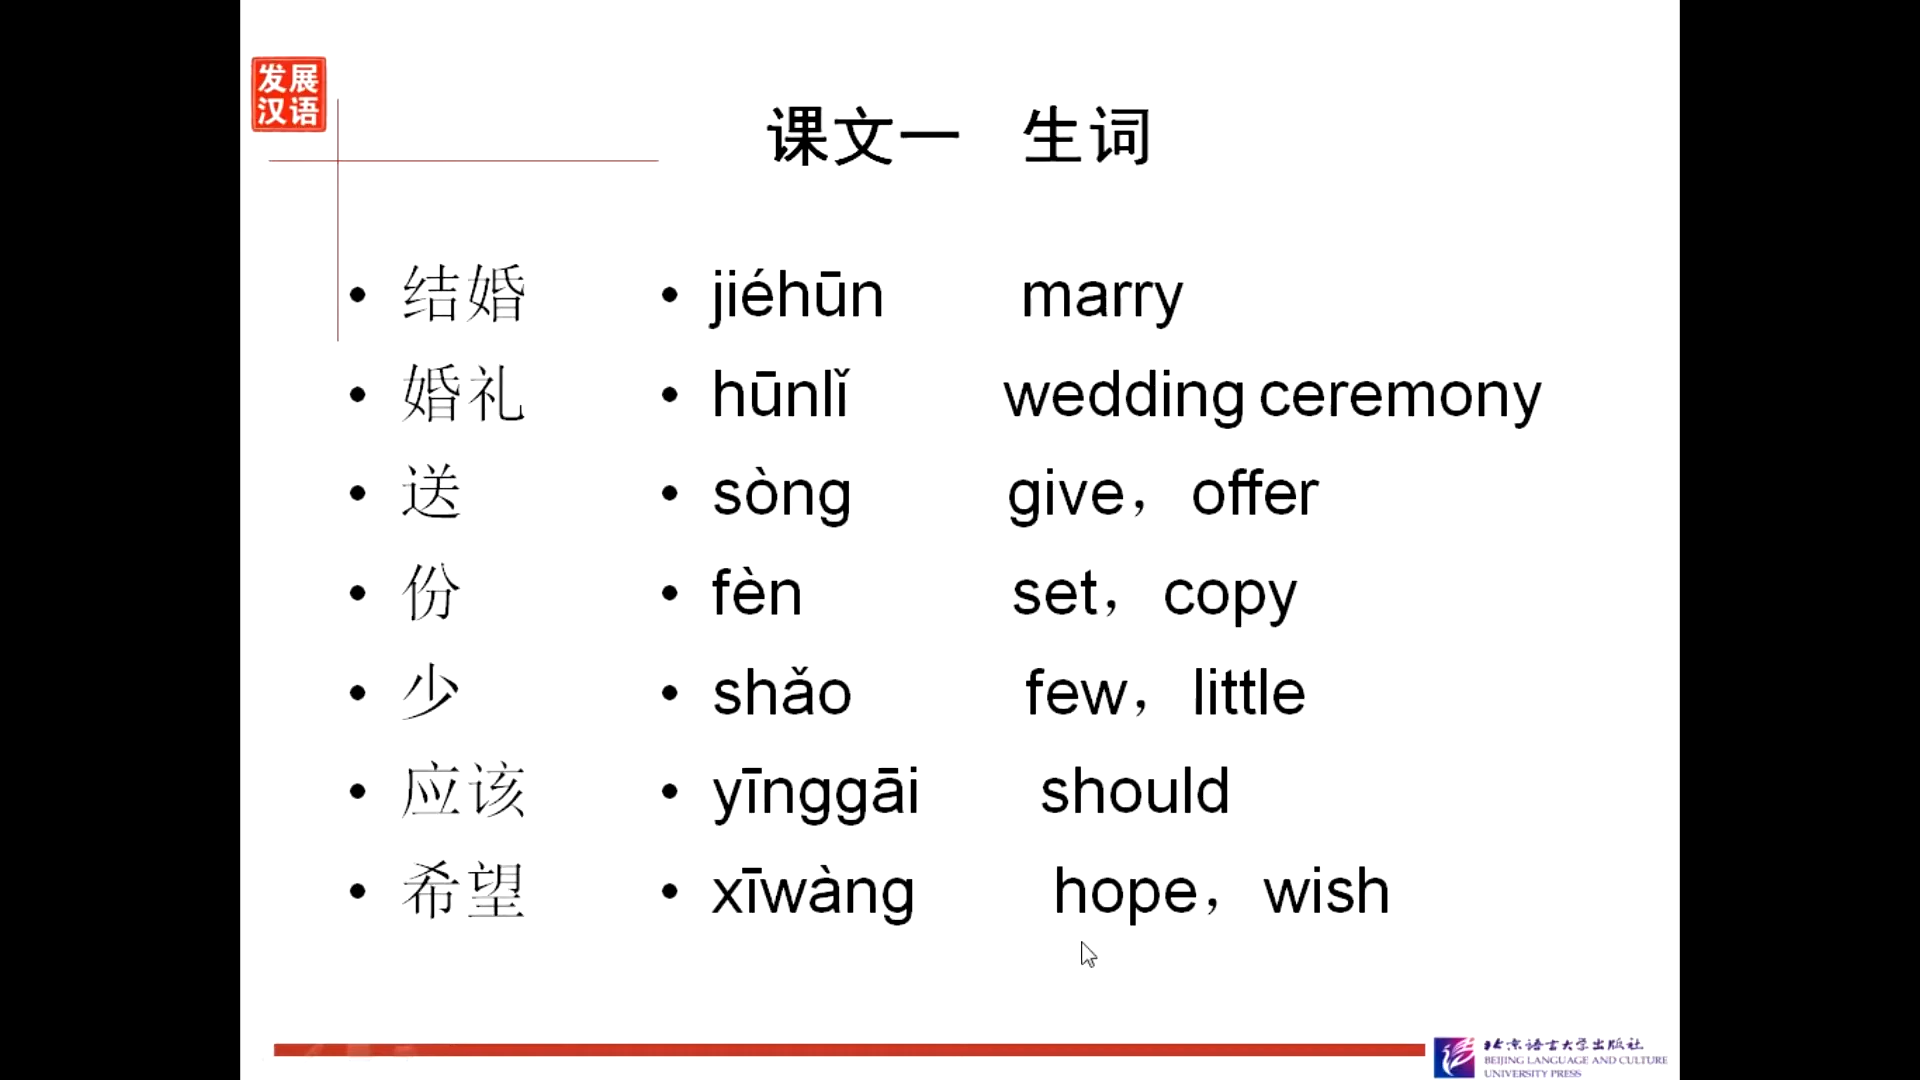 发展
汉语
课文一 生词
• 结婚 • jiéhūn marry
• 婚礼 • hūnlǐ wedding ceremony
• 送 • sòng give，offer
• 份 • fèn set，copy
• 少 • shǎo few，little
• 应该 • yīnggāi should
• 希望 • xīwàng hope，wish
北京语言大学出版社
BEIJING LANGUAGE AND CULTURE
UNIVERSITY PRESS